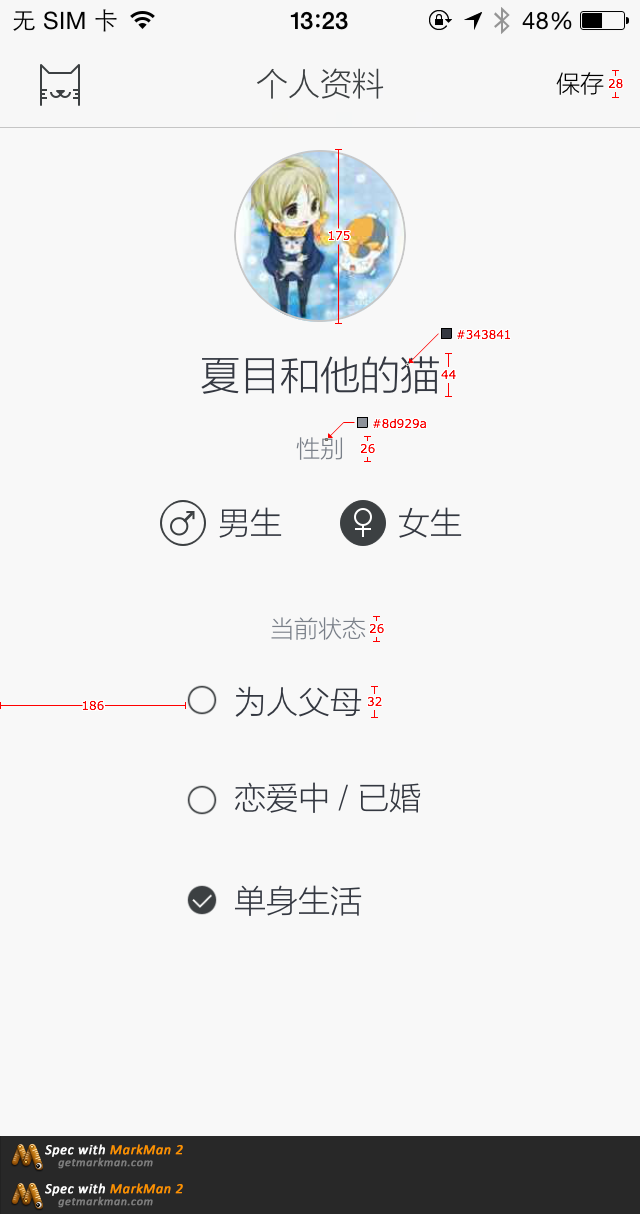 无 SIM 卡 13:23 48%
个人资料 保存 28
175
#343841
夏目和他的猫 44
#8d929a
性别 26
男生 女生
当前状态 26
186 为人父母 32
恋爱中 / 已婚
单身生活
Spec with MarkMan 2
getmarkman.com
Spec with MarkMan 2
getmarkman.com